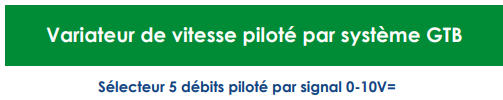 Variateur de vitesse piloté par système GTB
Sélecteur 5 débits piloté par signal 0-10V=